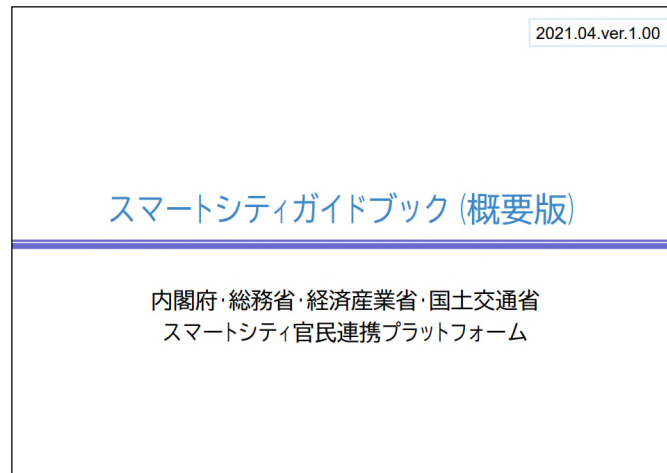 2021.04.ver.1.00
スマートシティガイドブック (概要版)
内閣府・総務省・経済産業省・国土交通省
スマートシティ官民連携プラットフォーム